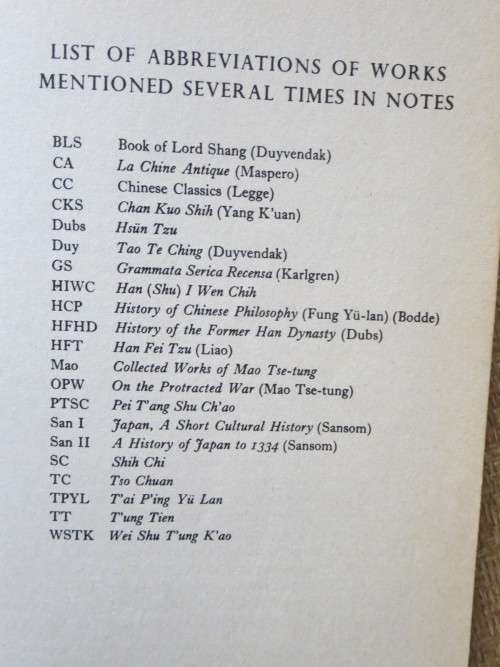 LIST OF ABBREVIATIONS OF WORKS
MENTIONED SEVERAL TIMES IN NOTES
BLS Book of Lord Shang (Duyvendak)
CA La Chine Antique (Maspero)
CC Chinese Classics (Legge)
CKS Chan Kuo Shih (Yang K'uan)
Dubs Hsün Tzu
Duy Tao Te Ching (Duyvendak)
GS Grammata Serica Recensa (Karlgren)
HIWC Han (Shu) I Wen Chih
HCP History of Chinese Philosophy (Fung Yü-lan) (Bodde)
HFHD History of the Former Han Dynasty (Dubs)
HFT Han Fei Tzu (Liao)
Mao Collected Works of Mao Tse-tung
OPW On the Protracted War (Mao Tse-tung)
PTSC Pei T'ang Shu Ch'ao
San I Japan, A Short Cultural History (Sansom)
San II A History of Japan to 1334 (Sansom)
SC Shih Chi
TC Tso Chuan
TPYL T'ai P'ing Yü Lan
TT T'ung Tien
WSTK Wei Shu T'ung K'ao